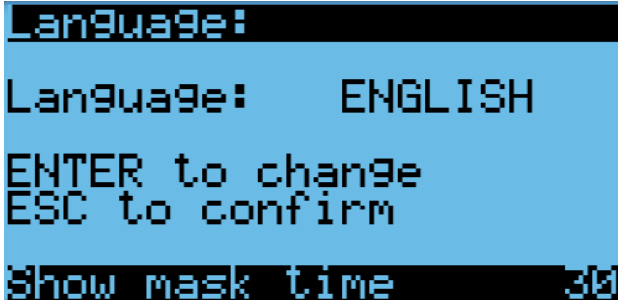 Language:
Language: ENGLISH
ENTER to change
ESC to confirm
Show mask time 30